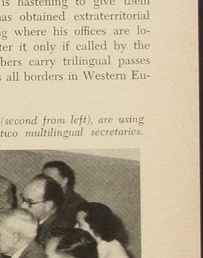 is hastening to give them
has obtained extraterritorial
ng where his offices are lo-
ter it only if called by the
bers carry trilingual passes
s all borders in Western Eu-
(second from left), are using
two multilingual secretaries.